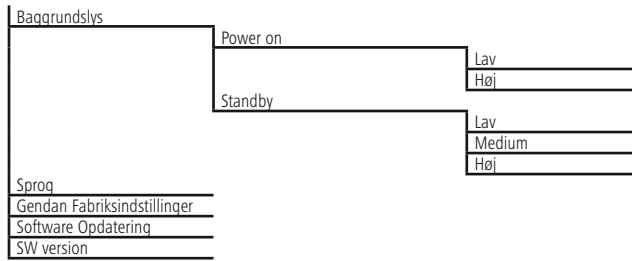 Baggrundslys
Power on
Lav
Høj
Standby
Lav
Medium
Høj
Sprog
Gendan Fabriksindstillinger
Software Opdatering
SW version